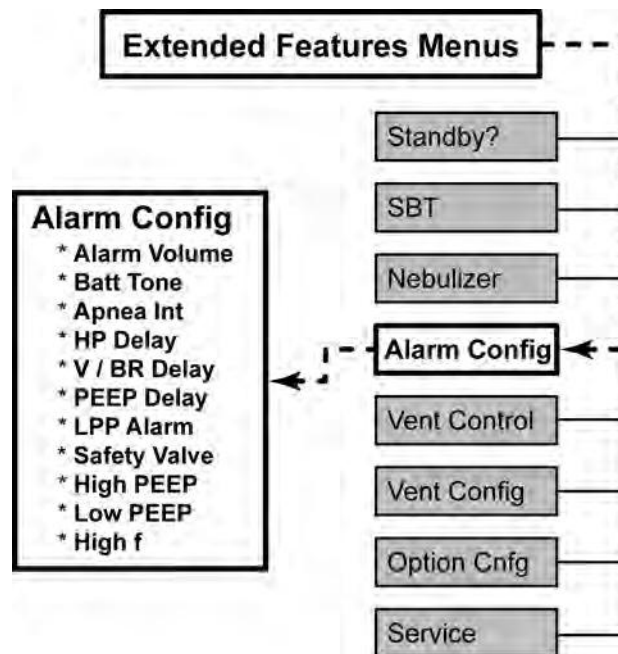 Extended Features Menus
Standby?
SBT
Nebulizer
Alarm Config
Vent Control
Vent Config
Option Cnfg
Service
Alarm Config
* Alarm Volume
* Batt Tone
* Apnea Int
* HP Delay
* V / BR Delay
* PEEP Delay
* LPP Alarm
* Safety Valve
* High PEEP
* Low PEEP
* High f